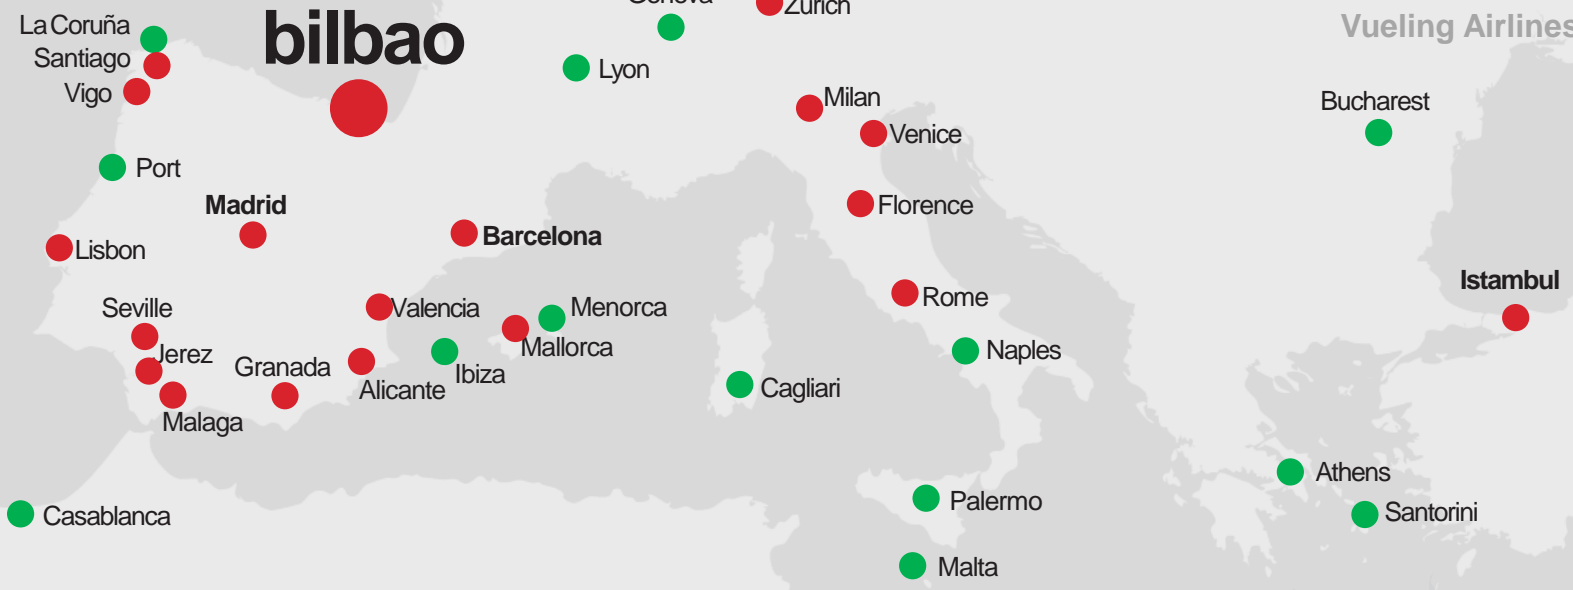 Geneva
Zurich
La Coruña
bilbao
Vueling Airlines
Santiago
Lyon
Vigo
Milan
Bucharest
Venice
Port
Madrid
Florence
Barcelona
Lisbon
Istambul
Rome
Seville
Valencia
Menorca
Mallorca
Naples
Jerez
Granada
Ibiza
Alicante
Cagliari
Malaga
Athens
Palermo
Santorini
Casablanca
Malta